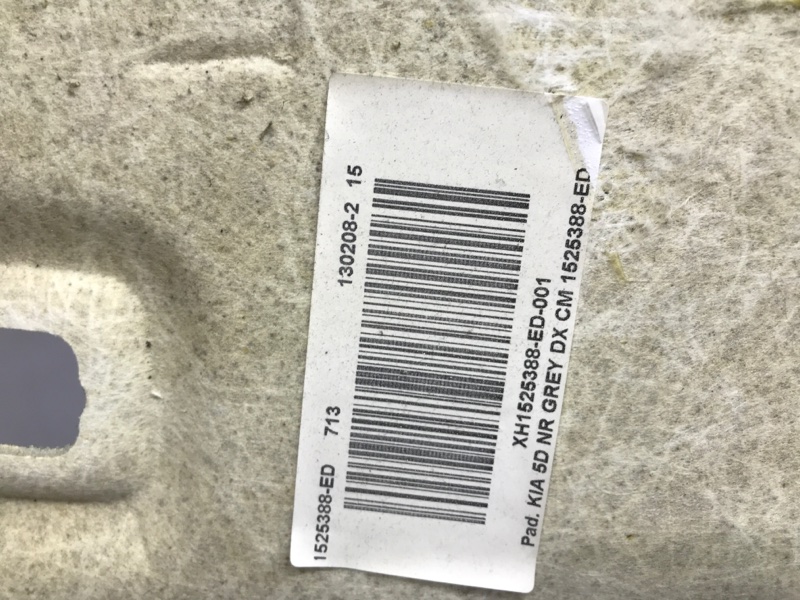 1525388-ED 713 130208-2 15
XH1525388-ED-001
Pad. KIA 5D NR GREY DX CM 1525388-ED